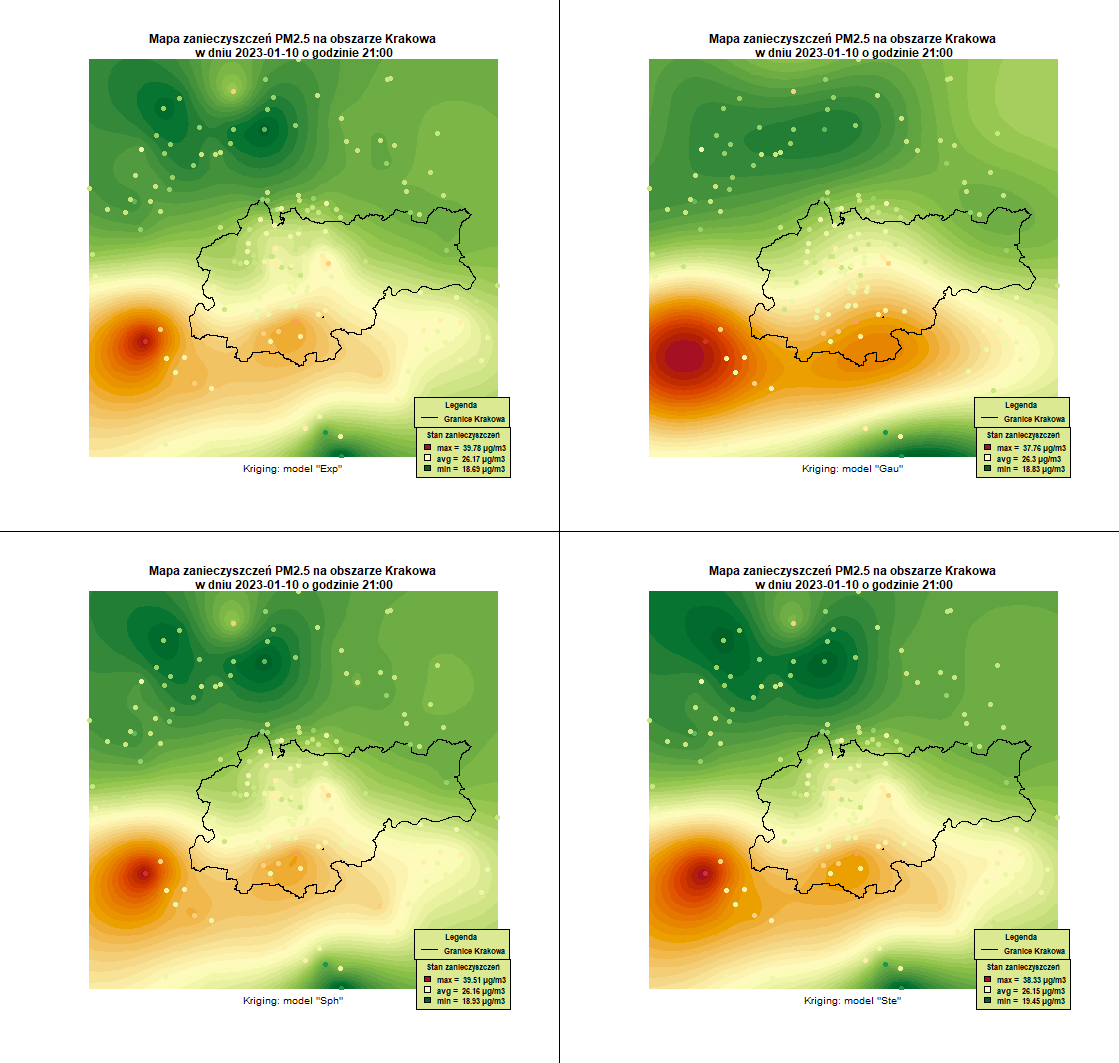 Mapa zanieczyszczeń PM2.5 na obszarze Krakowa
w dniu 2023-01-10 o godzinie 21:00
Legenda
Granice Krakowa
Stan zanieczyszczeń
max = 39.78 µg/m3
avg = 26.17 µg/m3
min = 18.69 µg/m3
Kriging: model "Exp"
Mapa zanieczyszczeń PM2.5 na obszarze Krakowa
w dniu 2023-01-10 o godzinie 21:00
Legenda
Granice Krakowa
Stan zanieczyszczeń
max = 37.76 µg/m3
avg = 26.3 µg/m3
min = 18.83 µg/m3
Kriging: model "Gau"
Mapa zanieczyszczeń PM2.5 na obszarze Krakowa
w dniu 2023-01-10 o godzinie 21:00
Legenda
Granice Krakowa
Stan zanieczyszczeń
max = 39.51 µg/m3
avg = 26.16 µg/m3
min = 18.93 µg/m3
Kriging: model "Sph"
Mapa zanieczyszczeń PM2.5 na obszarze Krakowa
w dniu 2023-01-10 o godzinie 21:00
Legenda
Granice Krakowa
Stan zanieczyszczeń
max = 38.33 µg/m3
avg = 26.15 µg/m3
min = 19.45 µg/m3
Kriging: model "Ste"